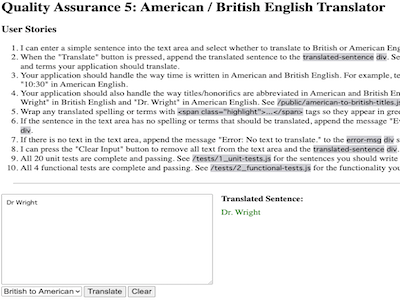 Quality Assurance 5: American / British English Translator
User Stories
1. I can enter a simple sentence into the text area and select whether to translate to British or American Eng
2. When the "Translate" button is pressed, append the translated sentence to the translated-sentence div. Se
and terms your application should translate.
3. Your application should handle the way time is written in American and British English. For example, te
"10:30" in American English.
4. Your application should also handle the way titles/honorifics are abbreviated in American and British E
Wright" in British English and "Dr. Wright" in American English. See /public/american-to-british-titles.js
5. Wrap any translated spelling or terms with <span class="highlight">...</span> tags so they appear in gree
6. If the sentence in the text area has no spelling or terms that should be translated, append the message "Ev
div.
7. If there is no text in the text area, append the message "Error: No text to translate." to the error-msg div s
8. I can press the "Clear Input" button to remove all text from the text area and the translated-sentence div.
9. All 20 unit tests are complete and passing. See /tests/1_unit-tests.js for the sentences you should write
10. All 4 functional tests are complete and passing. See /tests/2_functional-tests.js for the functionality you
Dr Wright
Translated Sentence:
Dr. Wright
British to American Translate Clear